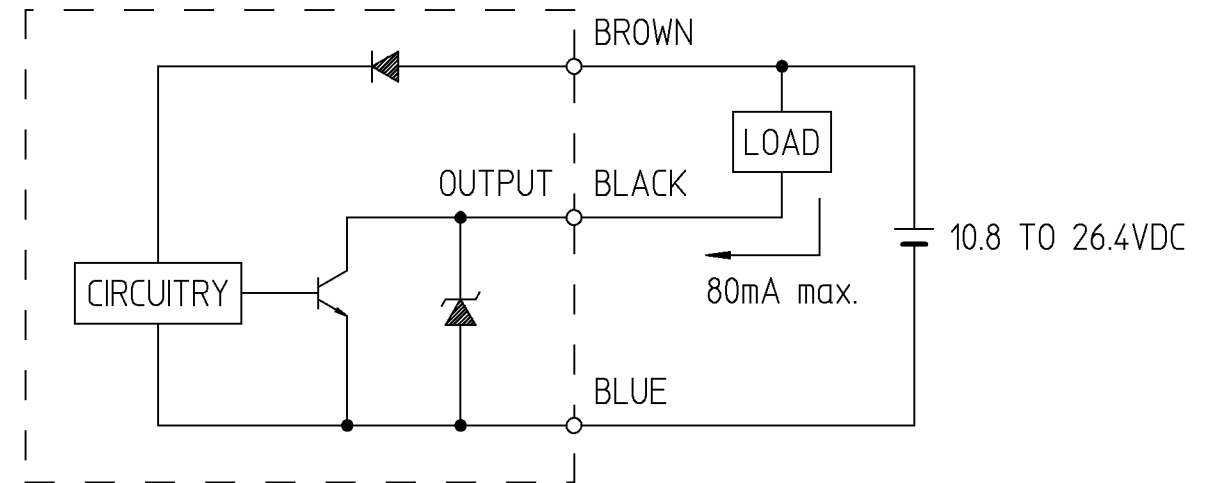 BROWN
LOAD
OUTPUT
BLACK
10.8 TO 26.4VDC
CIRCUITRY
80mA max.
BLUE